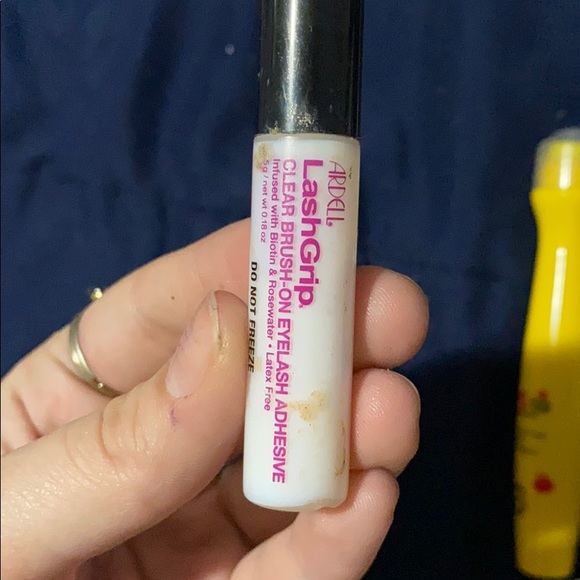 ARDELL
LashGrip
CLEAR BRUSH-ON EYELASH ADHESIVE
Infused with Biotin & Rosewater • Latex Free
5g / net wt 0.18 oz
DO NOT FREEZE